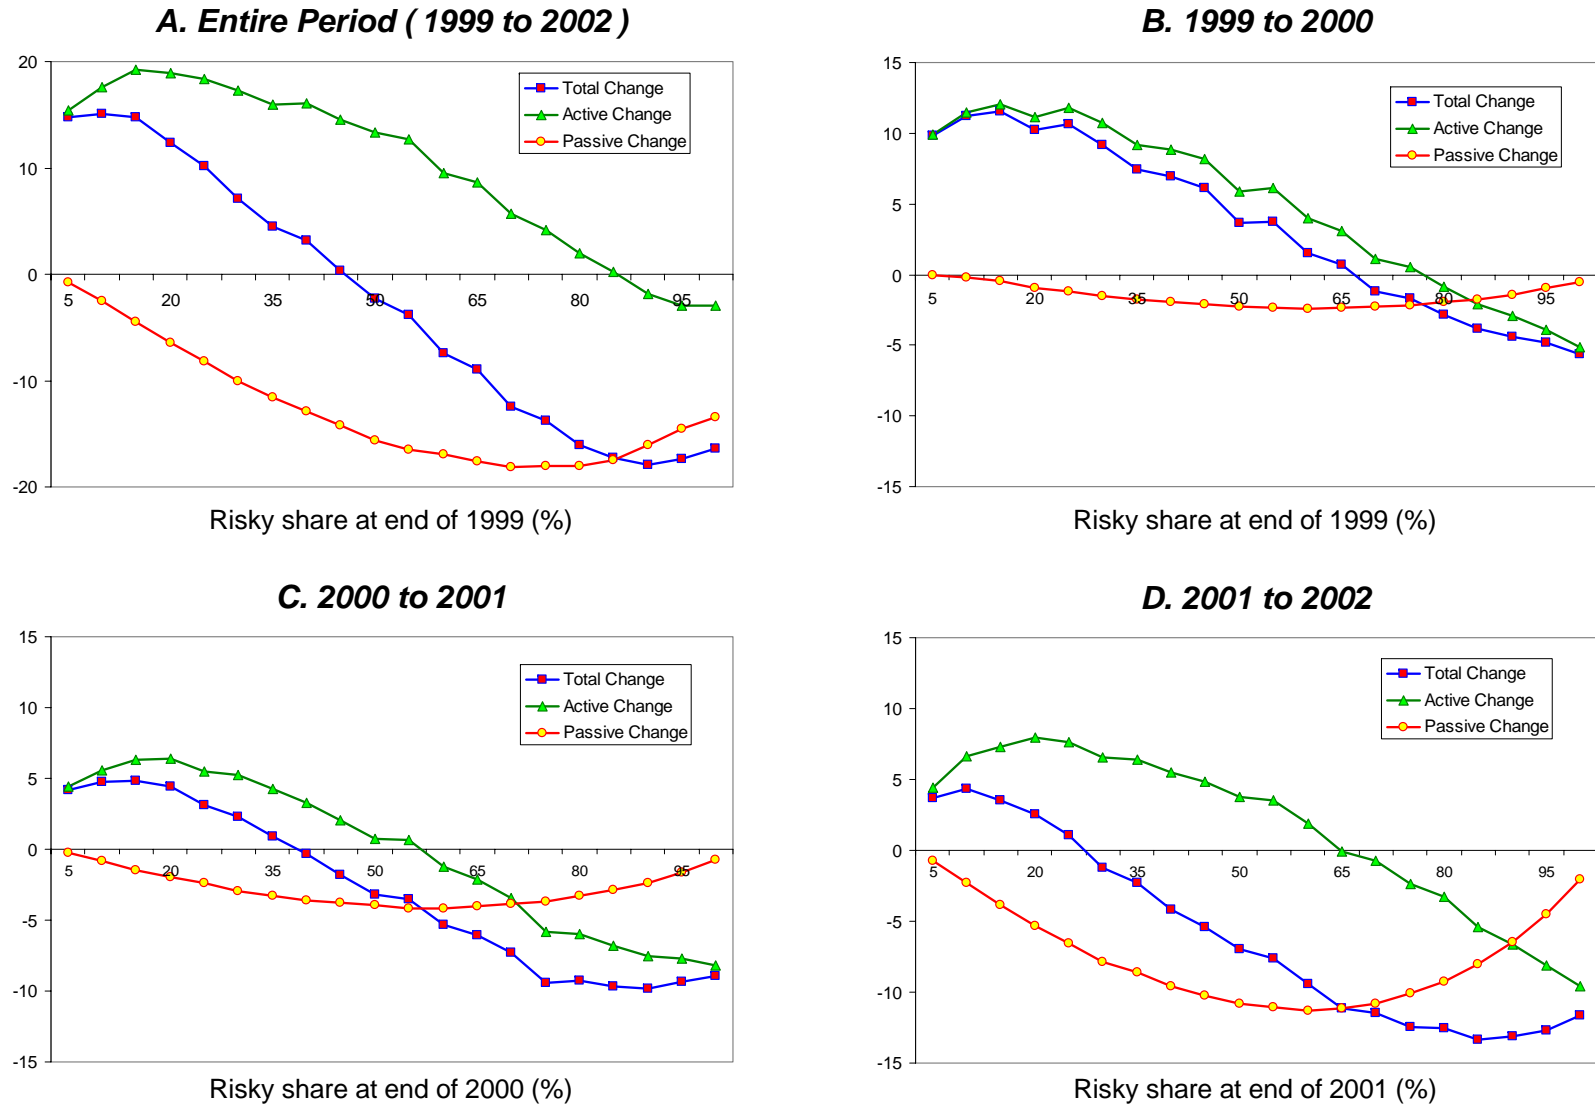 A. Entire Period ( 1999 to 2002 )
20
10
0
-10
-20
5 20 35 50 65 80 95
Total Change
Active Change
Passive Change
Risky share at end of 1999 (%)
B. 1999 to 2000
15
10
5
0
-5
-10
-15
5 20 35 50 65 80 95
Total Change
Active Change
Passive Change
Risky share at end of 1999 (%)
C. 2000 to 2001
15
10
5
0
-5
-10
-15
5 20 35 50 65 80 95
Total Change
Active Change
Passive Change
Risky share at end of 2000 (%)
D. 2001 to 2002
15
10
5
0
-5
-10
-15
5 20 35 50 65 80 95
Total Change
Active Change
Passive Change
Risky share at end of 2001 (%)